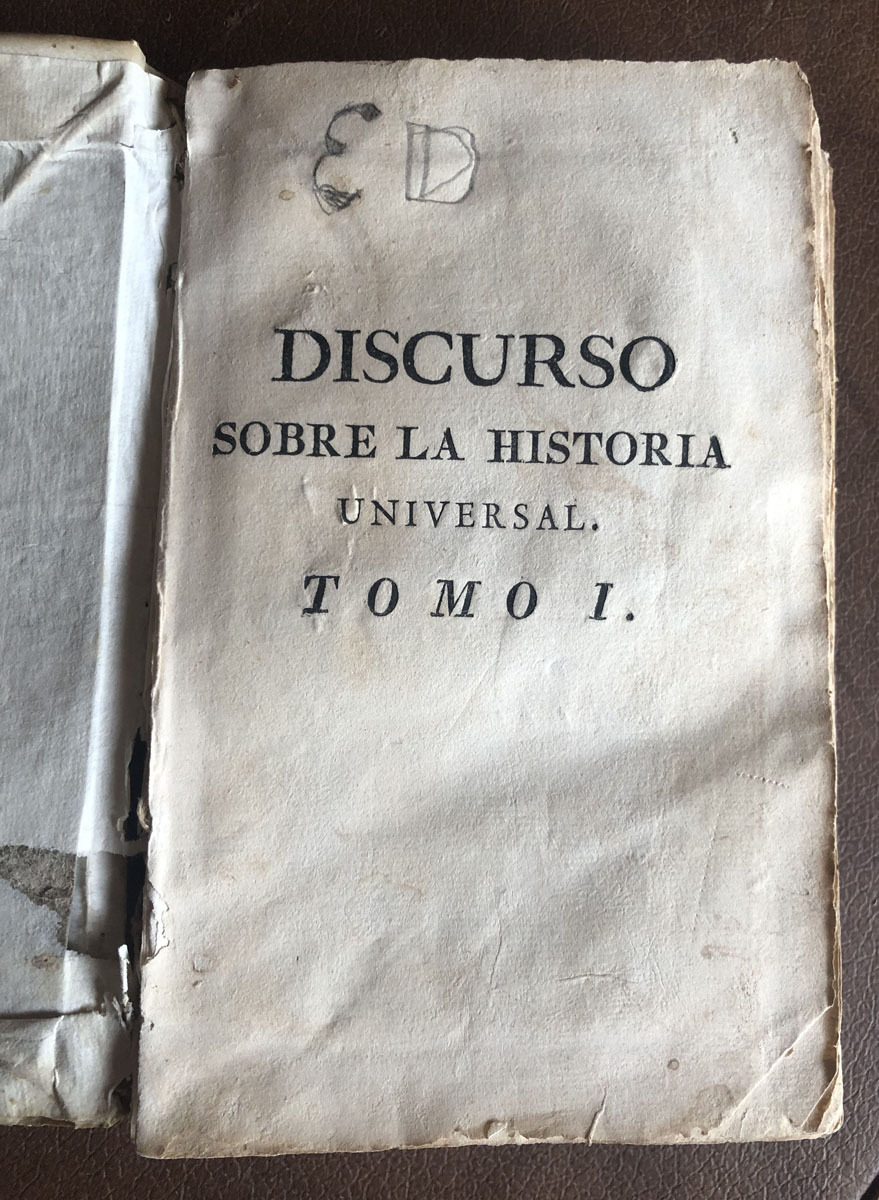 E D
DISCURSO
SOBRE LA HISTORIA
UNIVERSAL.
TOMO I.